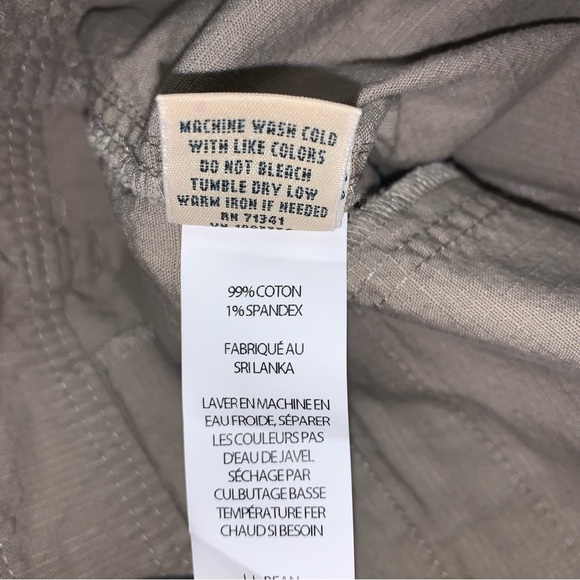 MACHINE WASH COLD
WITH LIKE COLORS
DO NOT BLEACH
TUMBLE DRY LOW
WARM IRON IF NEEDED
RN 71341
99% COTON
1% SPANDEX
FABRIQUÉ AU
SRI LANKA
LAVER EN MACHINE EN
EAU FROIDE, SÉPARER
LES COULEURS PAS
D'EAU DE JAVEL
SÉCHAGE PAR
CULBUTAGE BASSE
TEMPÉRATURE FER
CHAUD SI BESOIN